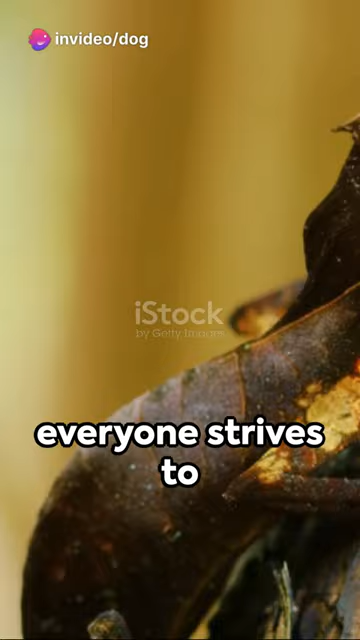 invideo/dog
iStock
by Getty Images
everyone strives
to